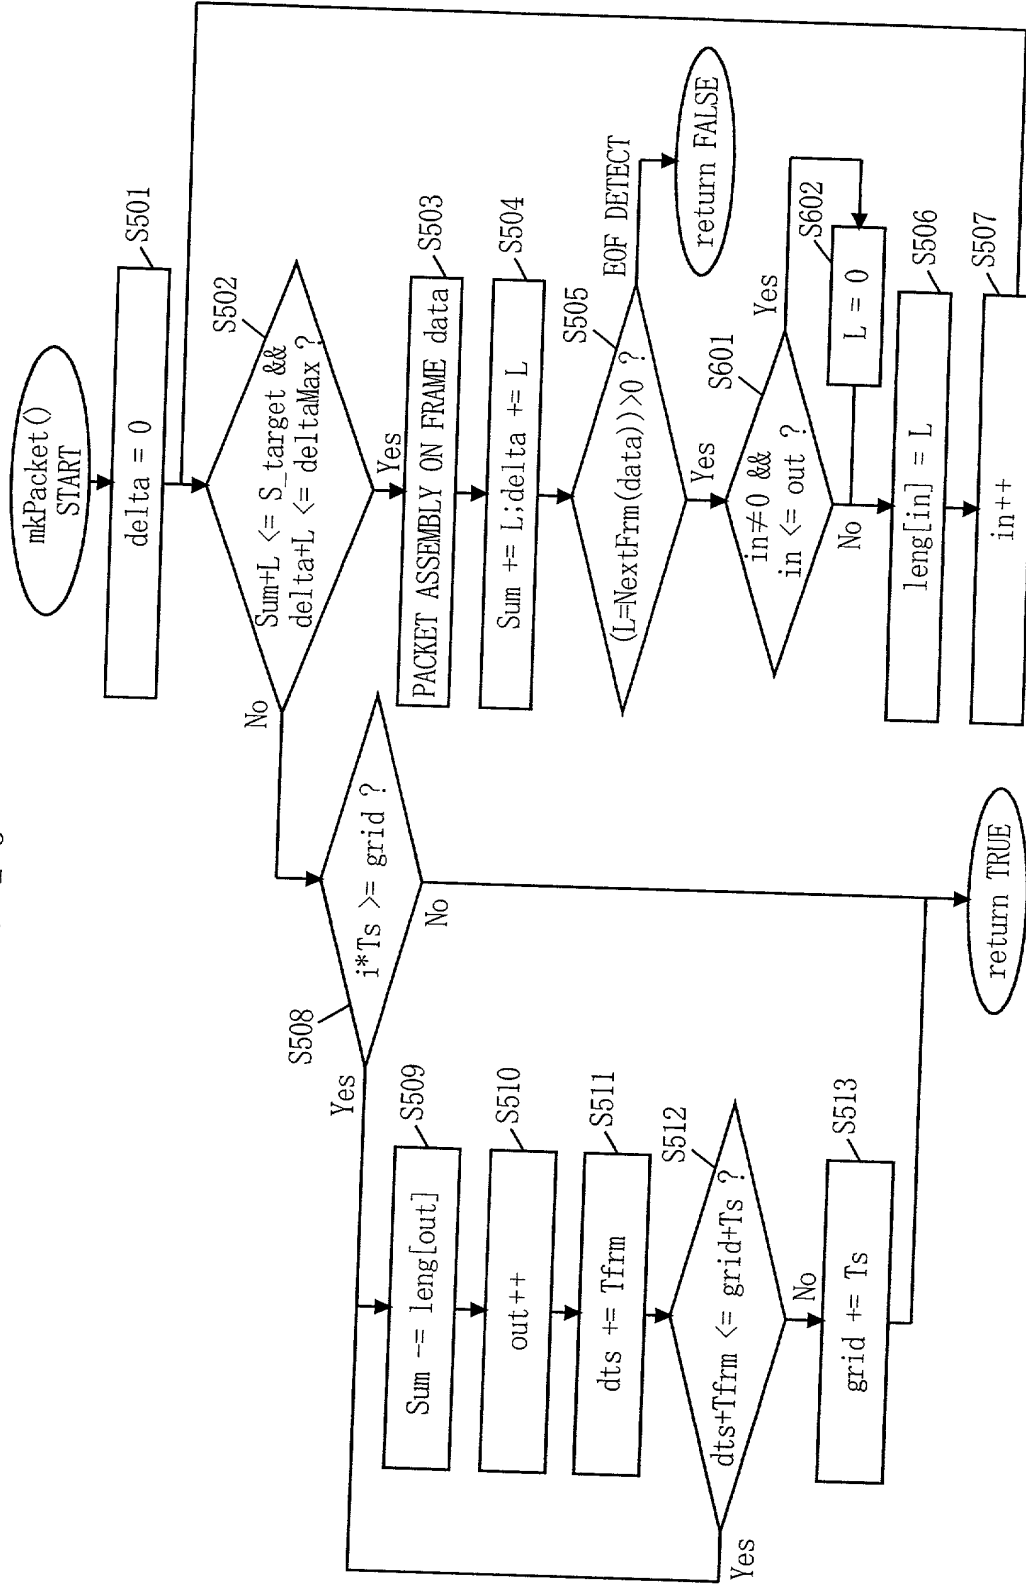 mkPacket()
START
delta = 0
S501
Sum+L <= S_target &&
delta+L <= deltaMax ?
S502
No
Yes
PACKET ASSEMBLY ON FRAME data
S503
Sum += L;delta += L
S504
(L=NextFrm(data))>0 ?
S505
EOF DETECT
return FALSE
Yes
in≠0 &&
in <= out ?
S601
Yes
No
L = 0
S602
leng[in] = L
S506
in++
S507
i*Ts >= grid ?
S508
Yes
No
Sum -= leng[out]
S509
out++
S510
dts += Tfrm
S511
dts+Tfrm <= grid+Ts ?
S512
Yes
No
grid += Ts
S513
return TRUE